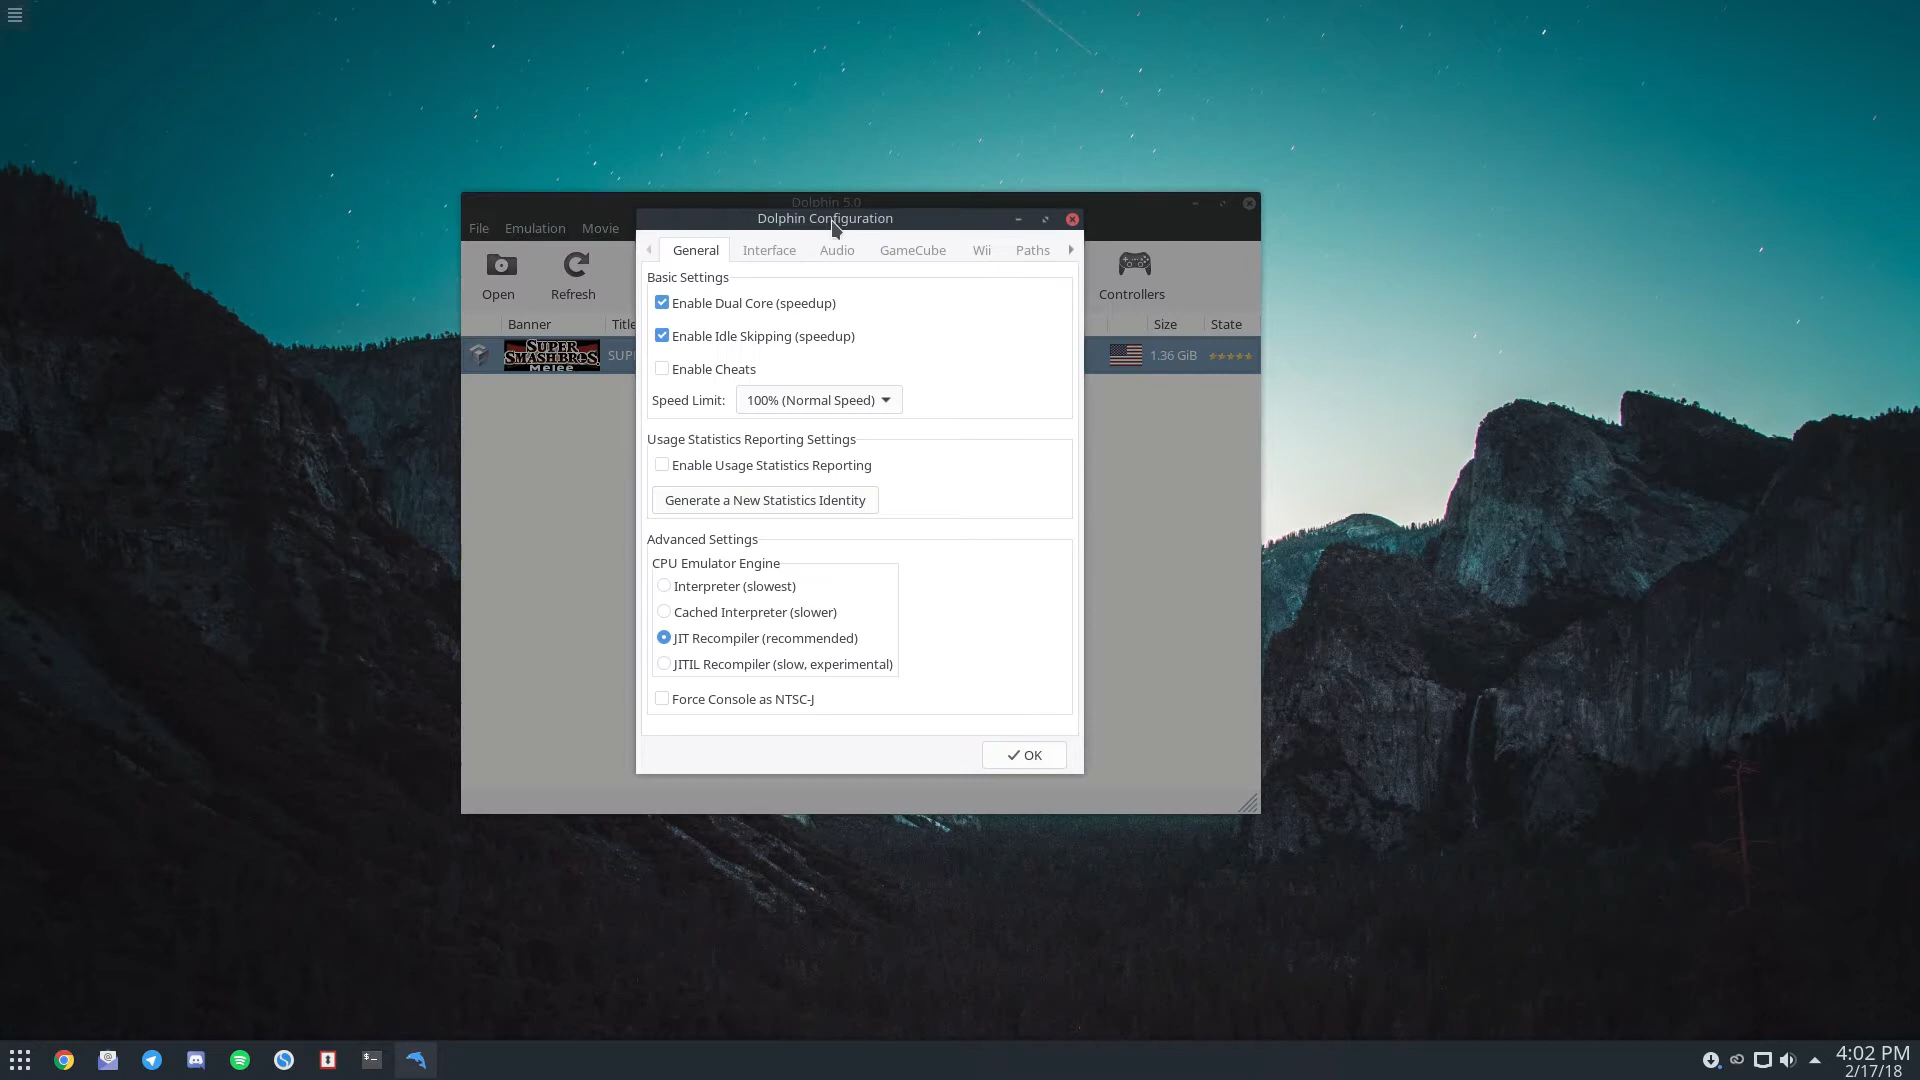 Dolphin 5.0
Dolphin Configuration
File Emulation Movie
General Interface Audio GameCube Wii Paths
Open Refresh Controllers
Banner Title Size State
SUPER
SMASH BROS.
Melee
SUP 1.36 GiB
Basic Settings
Enable Dual Core (speedup)
Enable Idle Skipping (speedup)
Enable Cheats
Speed Limit: 100% (Normal Speed)
Usage Statistics Reporting Settings
Enable Usage Statistics Reporting
Generate a New Statistics Identity
Advanced Settings
CPU Emulator Engine
Interpreter (slowest)
Cached Interpreter (slower)
JIT Recompiler (recommended)
JITIL Recompiler (slow, experimental)
Force Console as NTSC-J
OK
4:02 PM
2/17/18